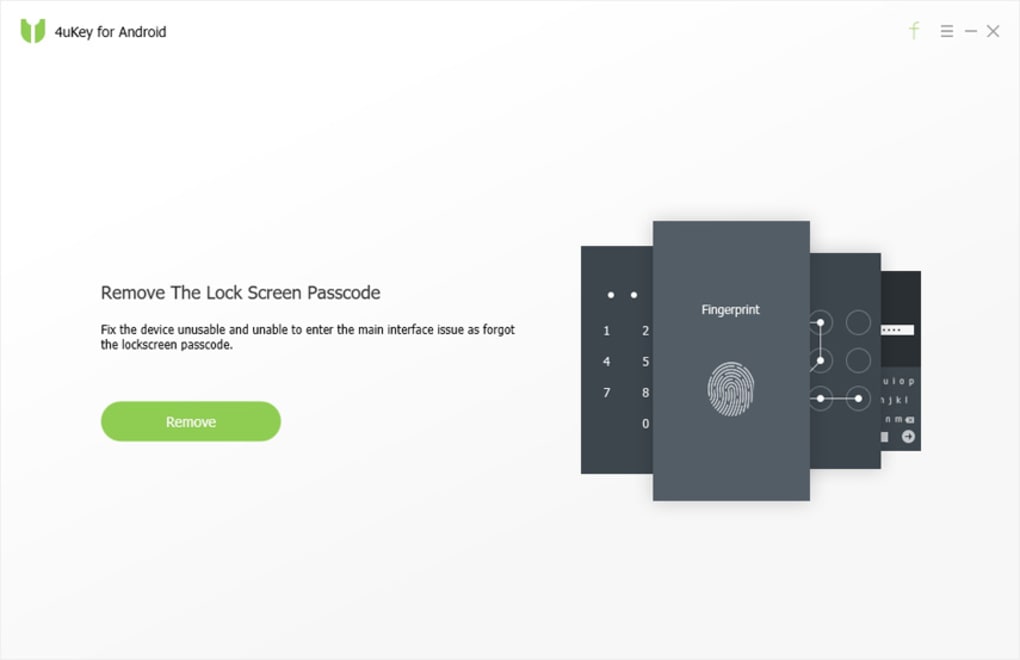 4uKey for Android
Remove The Lock Screen Passcode
Fix the device unusable and unable to enter the main interface issue as forgot
the lockscreen passcode.
Remove
Fingerprint
1 2
4 5
7 8
0
u i o p
h j k l
n m